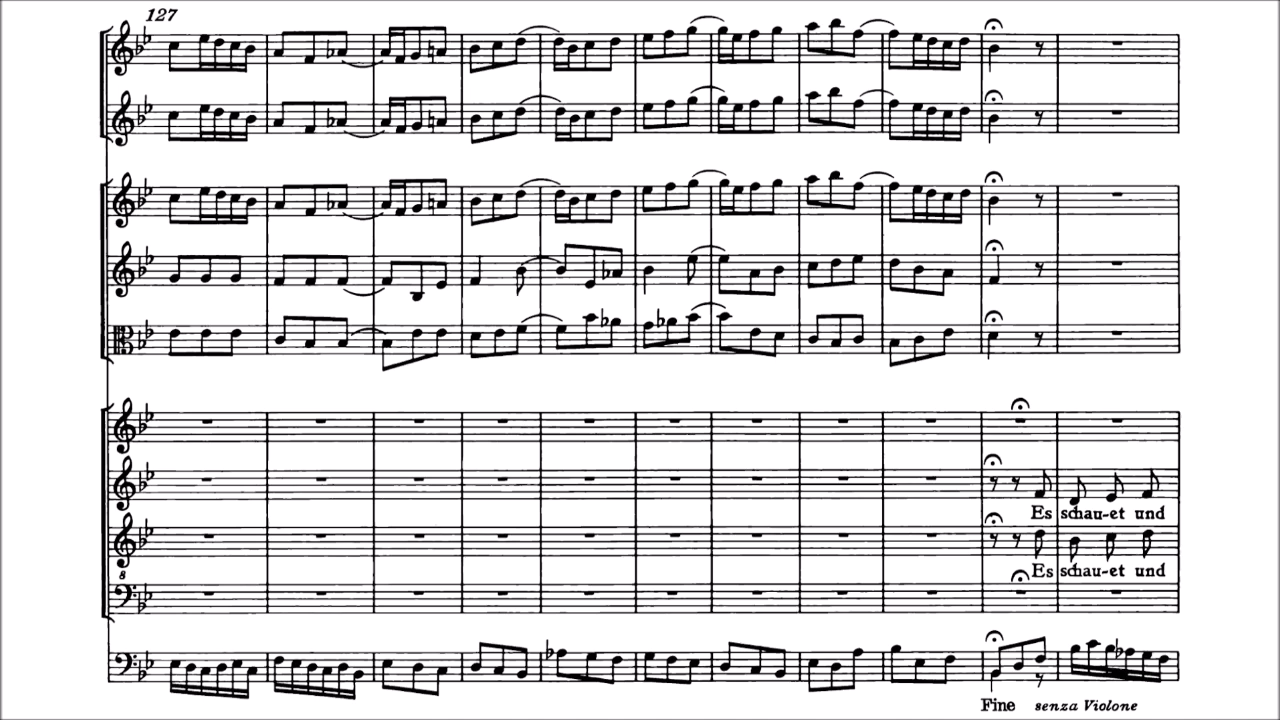 127
8
Es schau-et und
Es schau-et und
Fine senza Violone